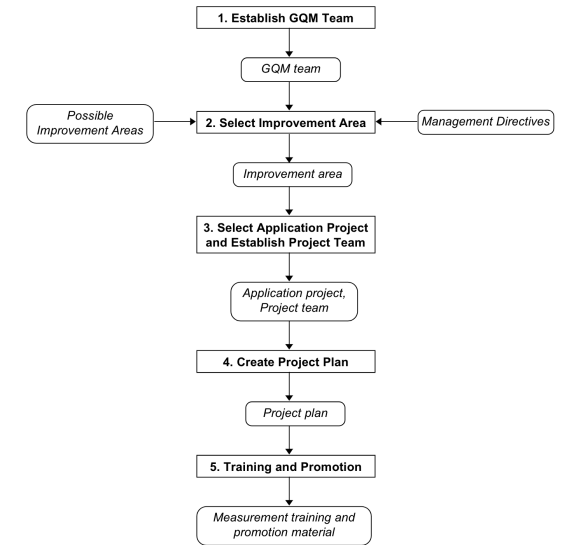 1. Establish GQM Team
GQM team
Possible
Improvement Areas
2. Select Improvement Area
Management Directives
Improvement area
3. Select Application Project
and Establish Project Team
Application project,
Project team
4. Create Project Plan
Project plan
5. Training and Promotion
Measurement training and
promotion material